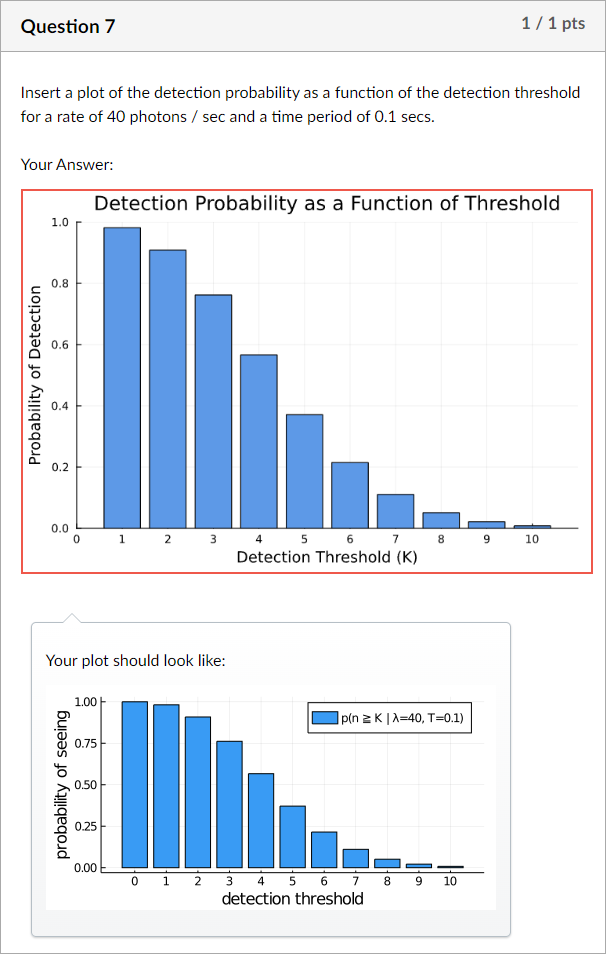 Question 7
1 / 1 pts
Insert a plot of the detection probability as a function of the detection threshold
for a rate of 40 photons / sec and a time period of 0.1 secs.
Your Answer:
Detection Probability as a Function of Threshold
Probability of Detection
1.0
0.8
0.6
0.4
0.2
0.0
0 1 2 3 4 5 6 7 8 9 10
Detection Threshold (K)
Your plot should look like:
probability of seeing
1.00
0.75
0.50
0.25
0.00
p(n ≧ K | λ=40, T=0.1)
0 1 2 3 4 5 6 7 8 9 10
detection threshold